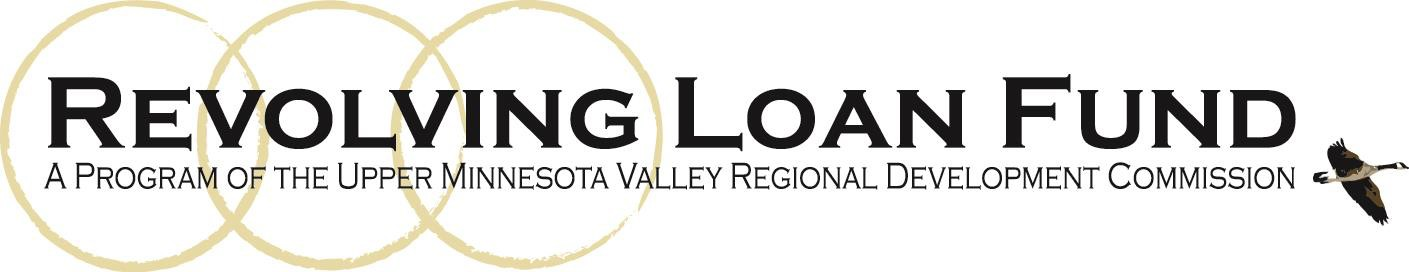 Revolving Loan Fund
A Program of the Upper Minnesota Valley Regional Development Commission